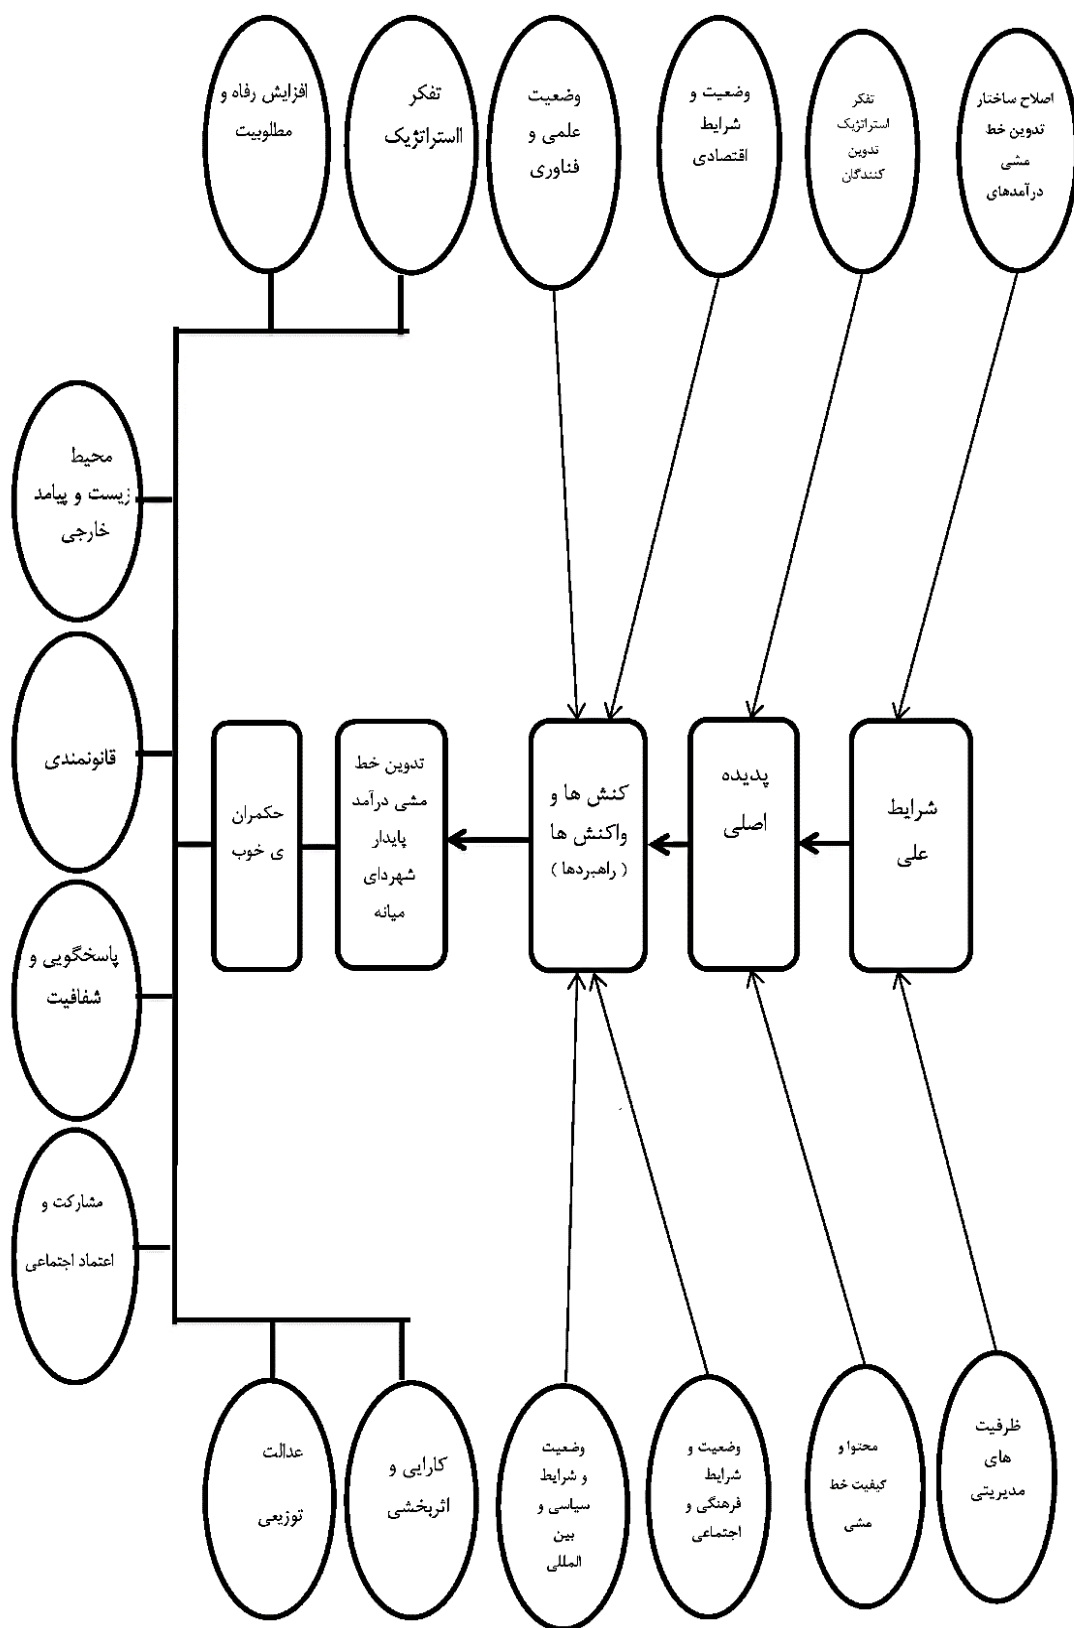 اصلاح ساختار
تدوین خط
مشی
درآمدهای
تفکر
استراتژیک
تدوین
کنندگان
وضعیت و
شرایط
اقتصادی
وضعیت
علمی و
فناوری
تفکر
ااستراتژیک
افزایش رفاه و
مطلوبیت
محیط
زیست و پیامد
خارجی
قانونمندی
پاسخگویی و
شفافیت
مشارکت و
اعتماد اجتماعی
شرایط
علی
پدیده
اصلی
کنش ها و
واکنش ها
( راهبردها )
تدوین خط
مشی درآمد
پایدار
شهردای
میانه
حکمران
ی خوب
ظرفیت
های
مدیریتی
محتوا و
کیفیت خط
مشی
وضعیت و
شرایط
فرهنگی و
اجتماعی
وضعیت
و شرایط
سیاسی و
بین
المللی
کارایی و
اثربخشی
عدالت
توزیعی